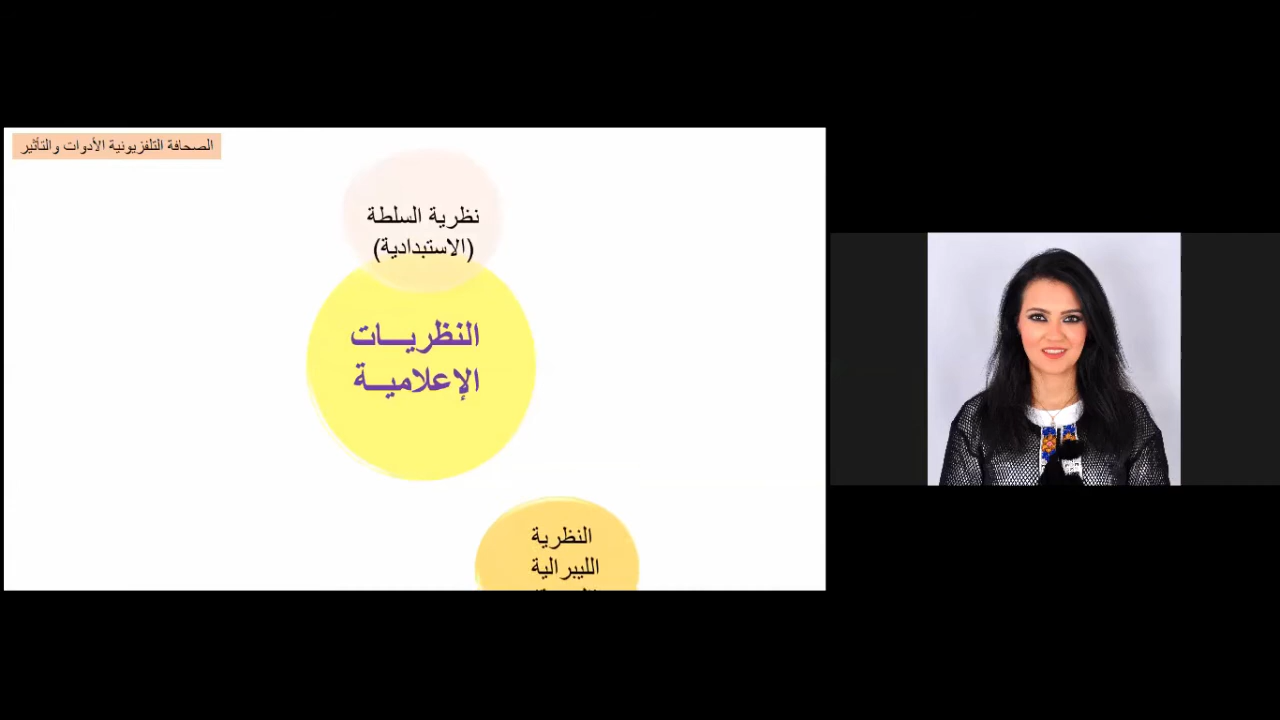 الصحافة التلفزيونية الأدوات والتأثير
نظرية السلطة
(الاستبدادية)
النظريـــات
الإعلاميـــة
النظرية
الليبرالية